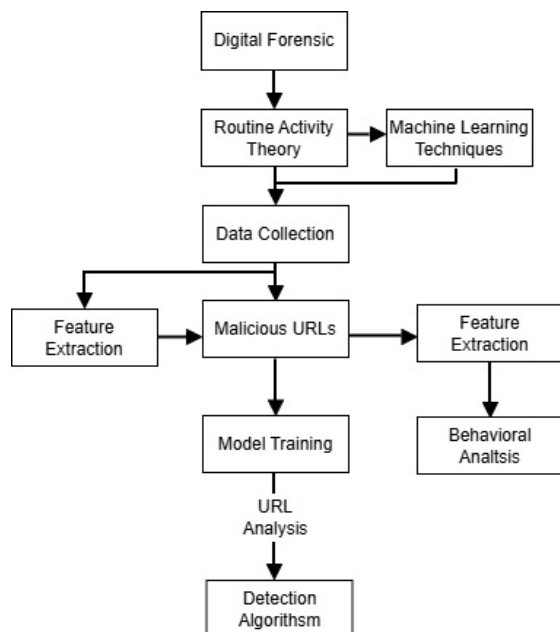 Digital Forensic
Routine Activity
Theory
Machine Learning
Techniques
Data Collection
Feature
Extraction
Malicious URLs
Feature
Extraction
Model Training
Behavioral
Analtsis
URL
Analysis
Detection
Algorithsm